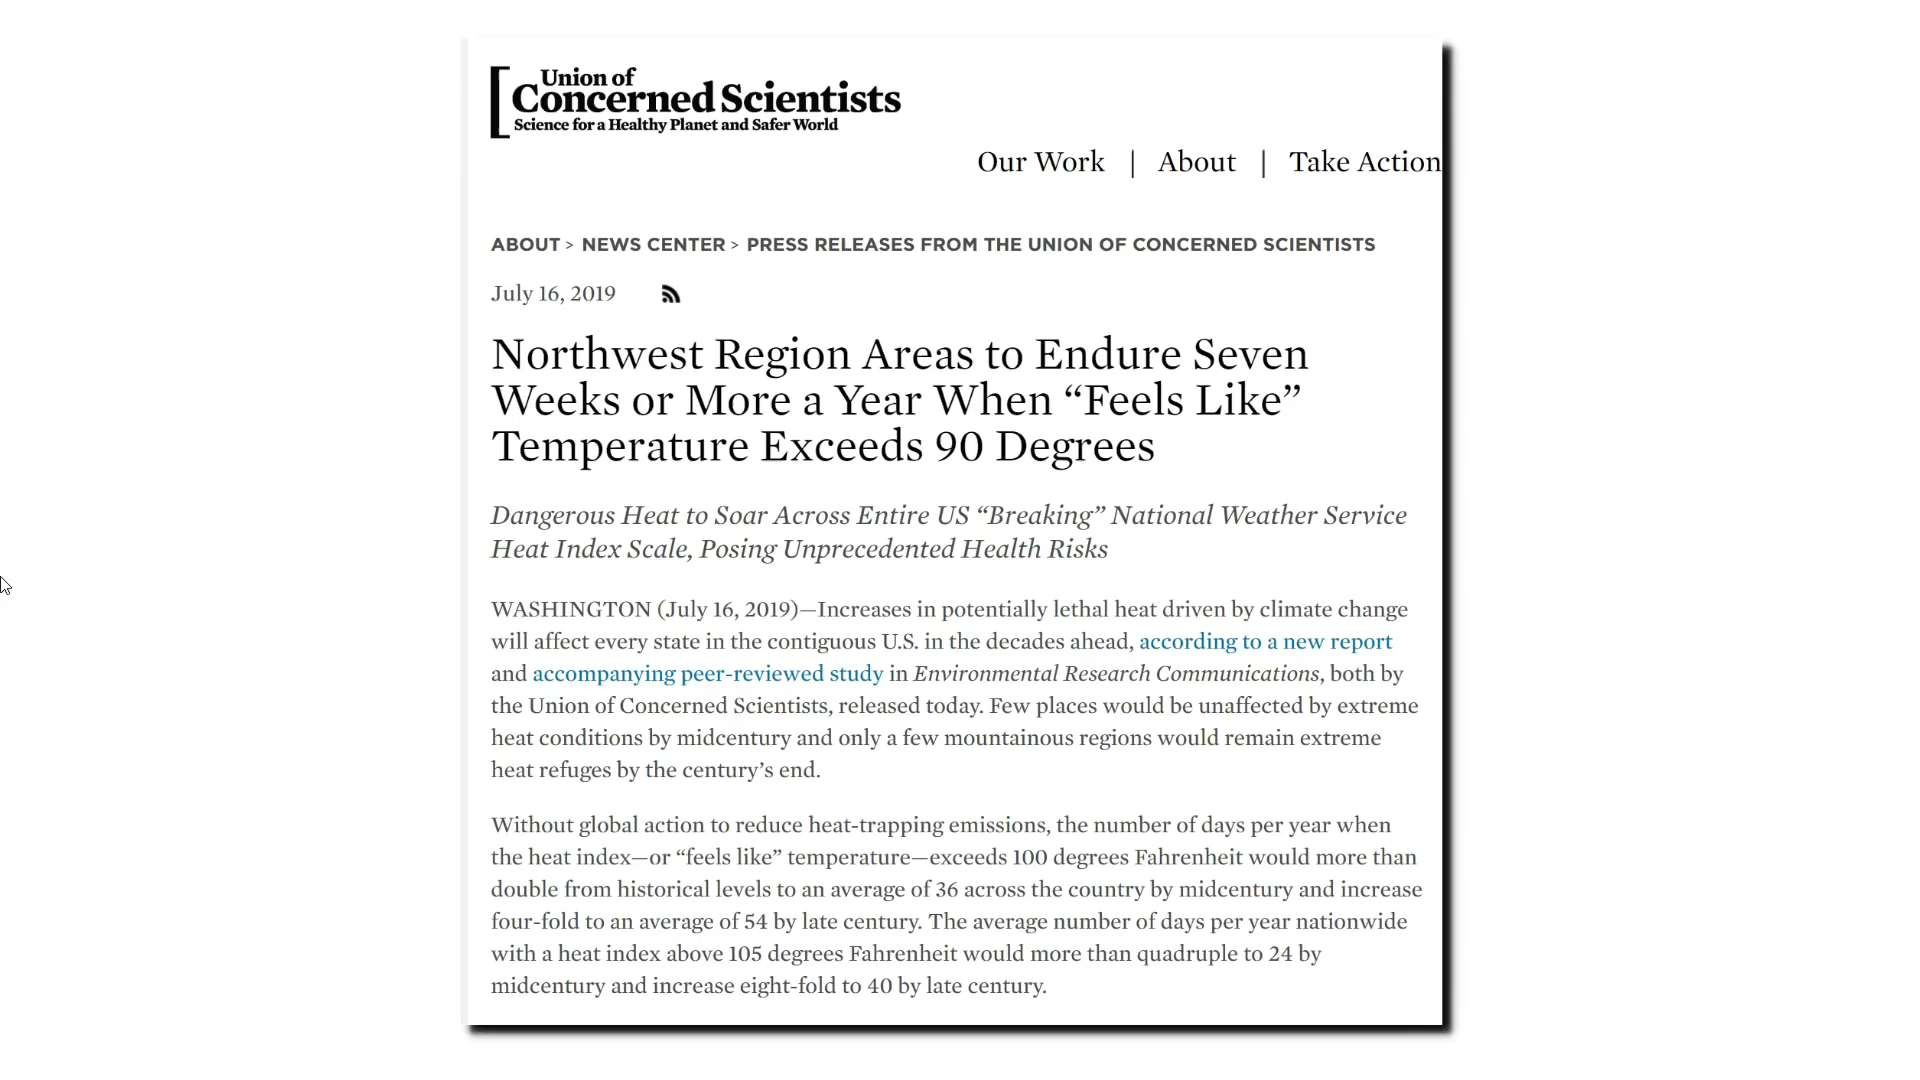 Union of
Concerned Scientists
Science for a Healthy Planet and Safer World
Our Work | About | Take Action
ABOUT > NEWS CENTER > PRESS RELEASES FROM THE UNION OF CONCERNED SCIENTISTS
July 16, 2019
Northwest Region Areas to Endure Seven
Weeks or More a Year When “Feels Like”
Temperature Exceeds 90 Degrees
Dangerous Heat to Soar Across Entire US “Breaking” National Weather Service
Heat Index Scale, Posing Unprecedented Health Risks
WASHINGTON (July 16, 2019)—Increases in potentially lethal heat driven by climate change
will affect every state in the contiguous U.S. in the decades ahead, according to a new report
and accompanying peer-reviewed study in Environmental Research Communications, both by
the Union of Concerned Scientists, released today. Few places would be unaffected by extreme
heat conditions by midcentury and only a few mountainous regions would remain extreme
heat refuges by the century’s end.
Without global action to reduce heat-trapping emissions, the number of days per year when
the heat index—or “feels like” temperature—exceeds 100 degrees Fahrenheit would more than
double from historical levels to an average of 36 across the country by midcentury and increase
four-fold to an average of 54 by late century. The average number of days per year nationwide
with a heat index above 105 degrees Fahrenheit would more than quadruple to 24 by
midcentury and increase eight-fold to 40 by late century.